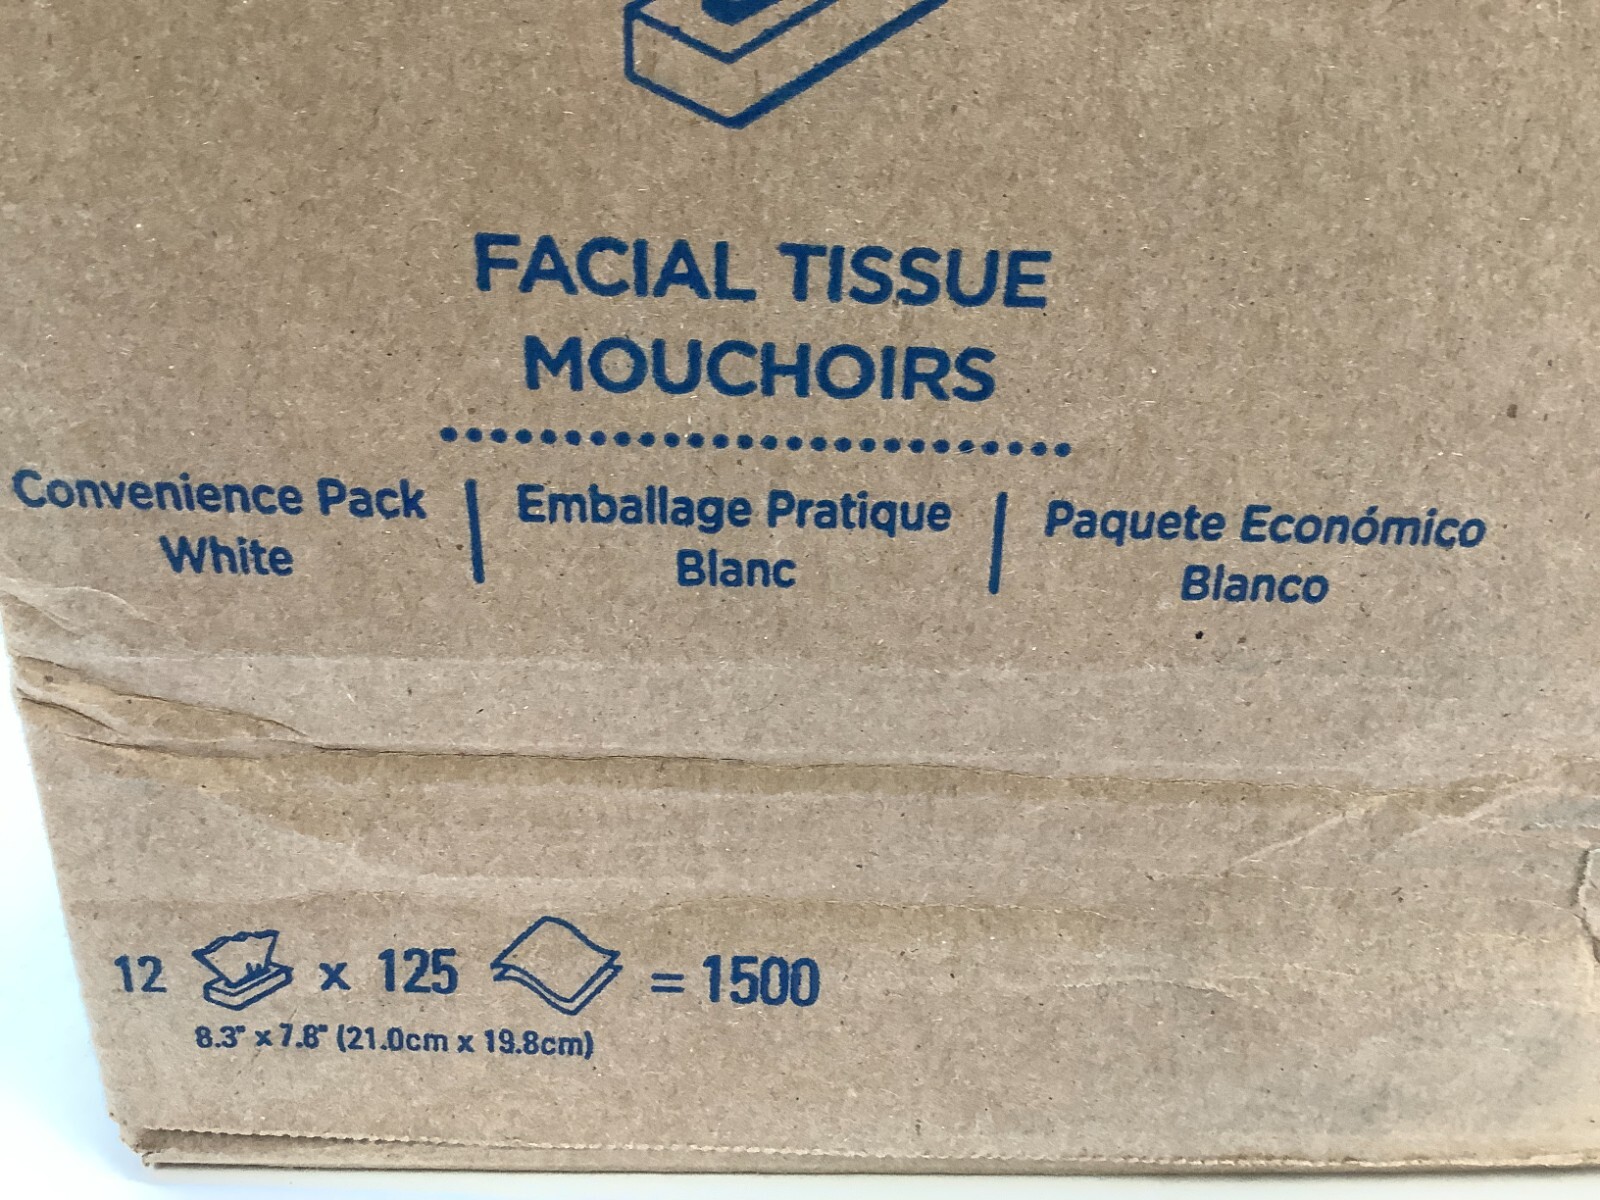 FACIAL TISSUE
MOUCHOIRS
Convenience Pack
White
Emballage Pratique
Blanc
Paquete Económico
Blanco
12 x 125 = 1500
8.3" x 7.8" (21.0cm x 19.8cm)